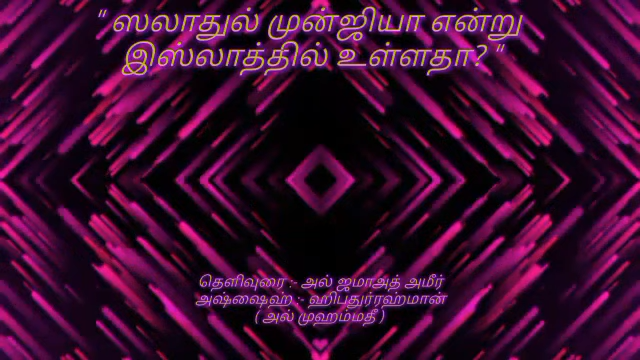 " ஸலாதுல் முன்ஜியா என்று
இஸ்லாத்தில் உள்ளதா? "
தெளிவுரை :- அல் ஜமாஅத் அமீர்
அஷ்ஷைஹ் :- ஹிபதுர்ரஹ்மான்
( அல் முஹம்மதீ )